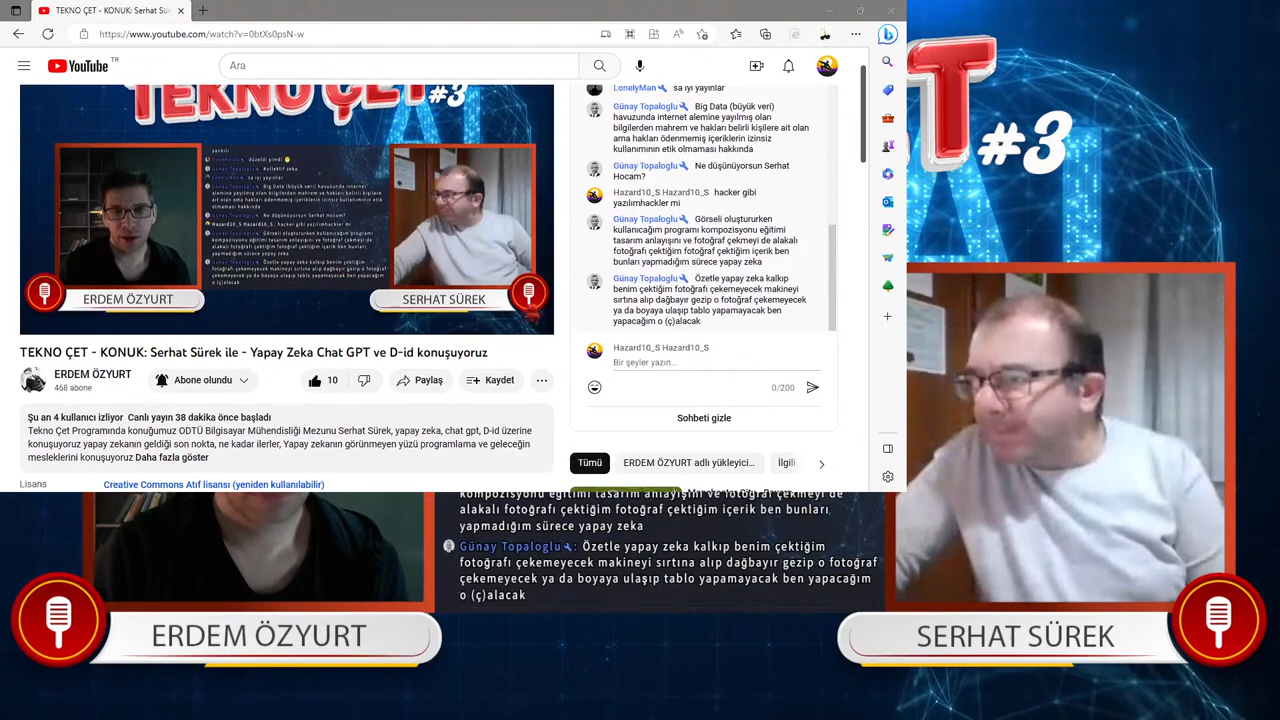 TEKNO ÇET - KONUK: Serhat Sür
https://www.youtube.com/watch?v=0btXs0psN-w
YouTube TR
Ara
TEKNO ÇET
#3
LonelyMan sa iyi yayınlar
Günay Topaloglu Big Data (büyük veri)
havuzunda internet alemine yayılmış olan
bilgilerden mahrem ve hakları belirli kişilere ait olan
ama hakları ödenmemiş içeriklerin izinsiz
kullanımının etik olmaması hakkında
Günay Topaloglu Ne düşünüyorsun Serhat
Hocam?
Hazard10_S Hazard10_S hacker gibi
yazılımhackler mi
Günay Topaloglu Görseli oluştururken
kullanıcağım programı kompozisyonu eğitimi
tasarım anlayışını ve fotoğraf çekmeyi de alakalı
fotoğrafı çektiğim fotoğraf çektiğim içerik ben
bunları yapmadığım sürece yapay zeka
Günay Topaloglu Özetle yapay zeka kalkıp
benim çektiğim fotoğrafı çekemeyecek makineyi
sırtına alıp dağbayır gezip o fotoğraf çekemeyecek
ya da boyaya ulaşıp tablo yapamayacak ben
yapacağım o (ç)alacak
Hazard10_S Hazard10_S
Bir şeyler yazın...
0/200
Sohbeti gizle
Tümü
ERDEM ÖZYURT adlı yükleyici...
İlgili
ERDEM ÖZYURT
SERHAT SÜREK
TEKNO ÇET - KONUK: Serhat Sürek ile - Yapay Zeka Chat GPT ve D-id konuşuyoruz
ERDEM ÖZYURT
468 abone
Abone olundu
10
Paylaş
Kaydet
Şu an 4 kullanıcı izliyor Canlı yayın 38 dakika önce başladı
Tekno Çet Programında konuğumuz ODTÜ Bilgisayar Mühendisliği Mezunu Serhat Sürek, yapay zeka, chat gpt, D-id üzerine
konuşuyoruz yapay zekanın geldiği son nokta, ne kadar ilerler, Yapay zekanın görünmeyen yüzü programlama ve geleceğin
mesleklerini konuşuyoruz Daha fazla göster
Lisans
Creative Commons Atıf lisansı (yeniden kullanılabilir)
T #3
kompozisyonu eğitimi tasarım anlayışını ve fotoğraf çekmeyi de
alakalı fotoğrafı çektiğim fotoğraf çektiğim içerik ben bunları
yapmadığım sürece yapay zeka
Günay Topaloglu: Özetle yapay zeka kalkıp benim çektiğim
fotoğrafı çekemeyecek makineyi sırtına alıp dağbayır gezip o fotoğraf
çekemeyecek ya da boyaya ulaşıp tablo yapamayacak ben yapacağım
o (ç)alacak
ERDEM ÖZYURT
SERHAT SÜREK